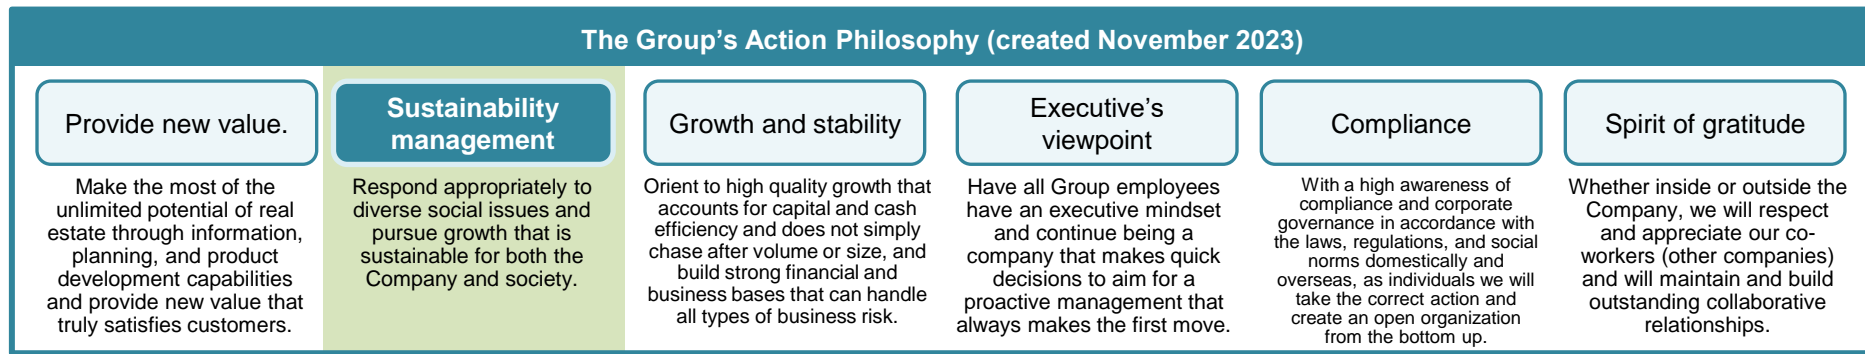 The Group’s Action Philosophy (created November 2023)
Provide new value.
Make the most of the
unlimited potential of real
estate through information,
planning, and product
development capabilities
and provide new value that
truly satisfies customers.
Sustainability
management
Respond appropriately to
diverse social issues and
pursue growth that is
sustainable for both the
Company and society.
Growth and stability
Orient to high quality growth that
accounts for capital and cash
efficiency and does not simply
chase after volume or size, and
build strong financial and
business bases that can handle
all types of business risk.
Executive’s
viewpoint
Have all Group employees
have an executive mindset
and continue being a
company that makes quick
decisions to aim for a
proactive management that
always makes the first move.
Compliance
With a high awareness of
compliance and corporate
governance in accordance with
the laws, regulations, and social
norms domestically and
overseas, as individuals we will
take the correct action and
create an open organization
from the bottom up.
Spirit of gratitude
Whether inside or outside the
Company, we will respect
and appreciate our co-
workers (other companies)
and will maintain and build
outstanding collaborative
relationships.